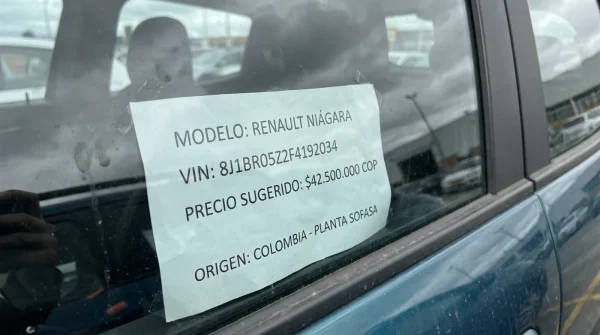 MODELO: RENAULT NIÁGARA
VIN: 8J1BR05Z2F4192034
PRECIO SUGERIDO: $42.500.000 COP
ORIGEN: COLOMBIA - PLANTA SOFASA